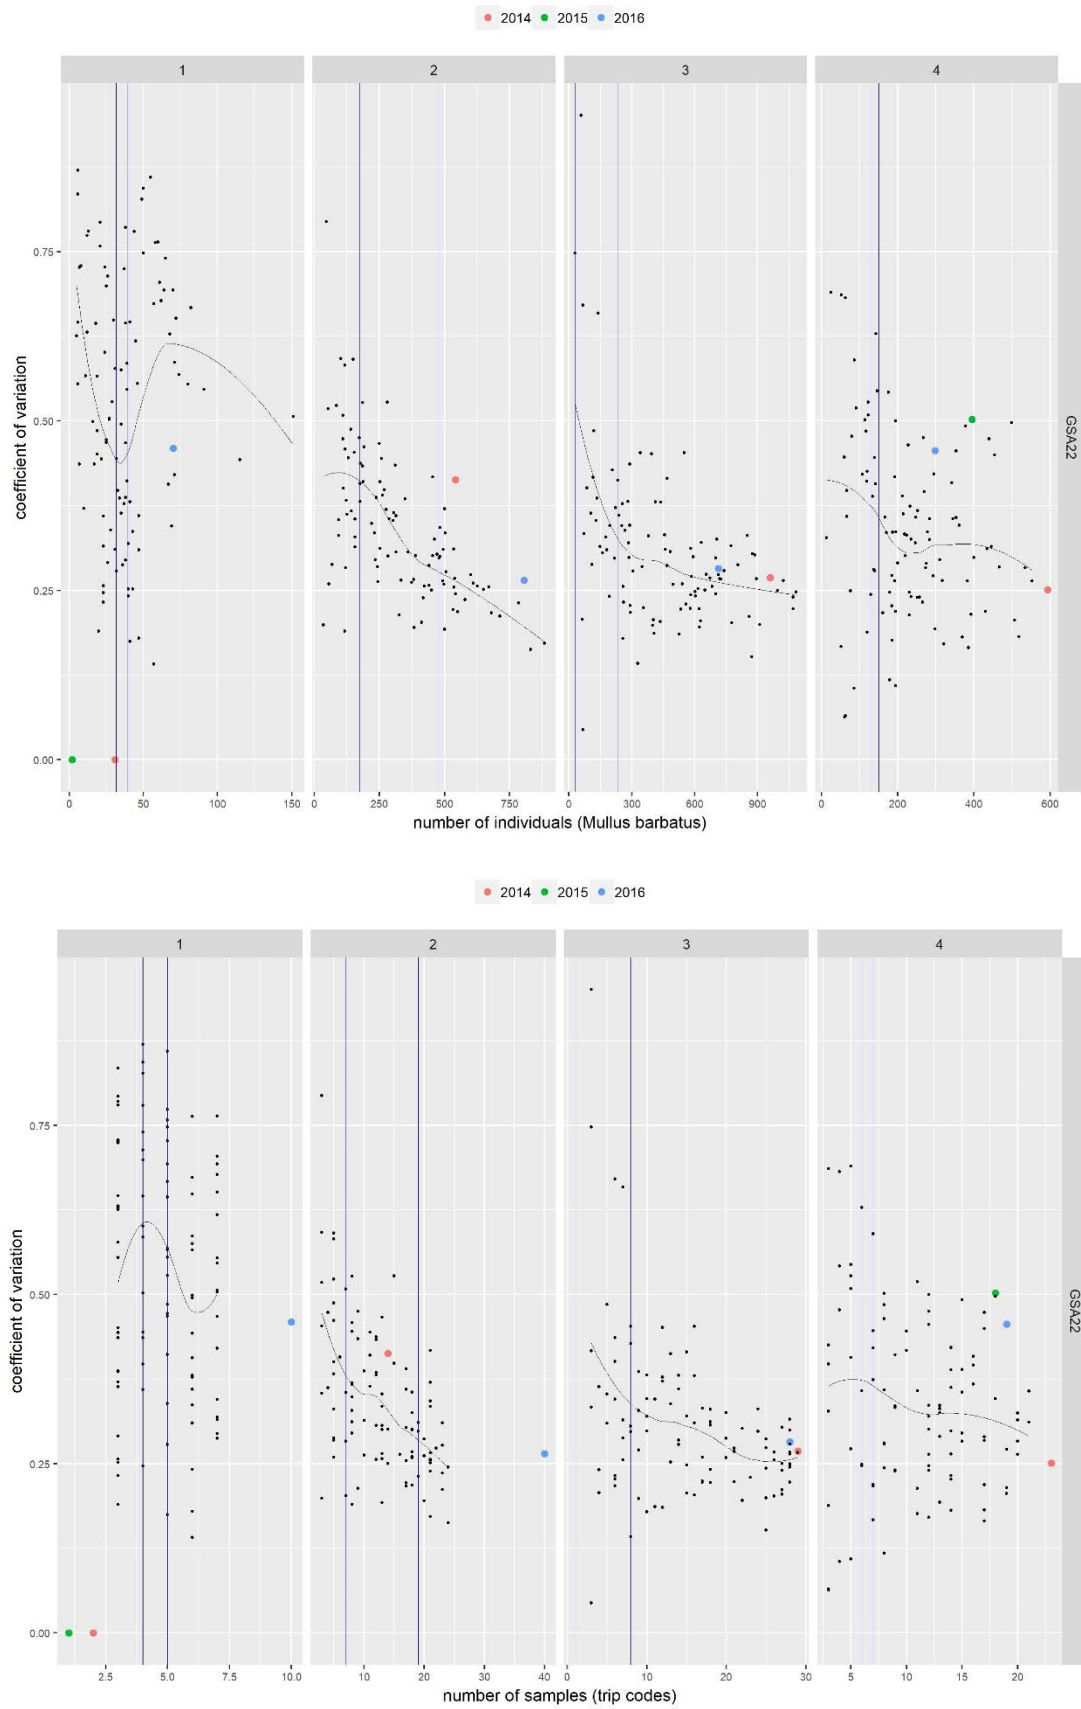 2014 2015 2016
1 2 3 4
0.75
0.50
0.25
0.00
coefficient of variation
GSA22
0 50 100 150 0 250 500 750 0 300 600 900 0 200 400 600
number of individuals (Mullus barbatus)
2014 2015 2016
1 2 3 4
0.75
0.50
0.25
0.00
coefficient of variation
GSA22
2.5 5.0 7.5 10.0 10 20 30 40 0 10 20 30 5 10 15 20
number of samples (trip codes)